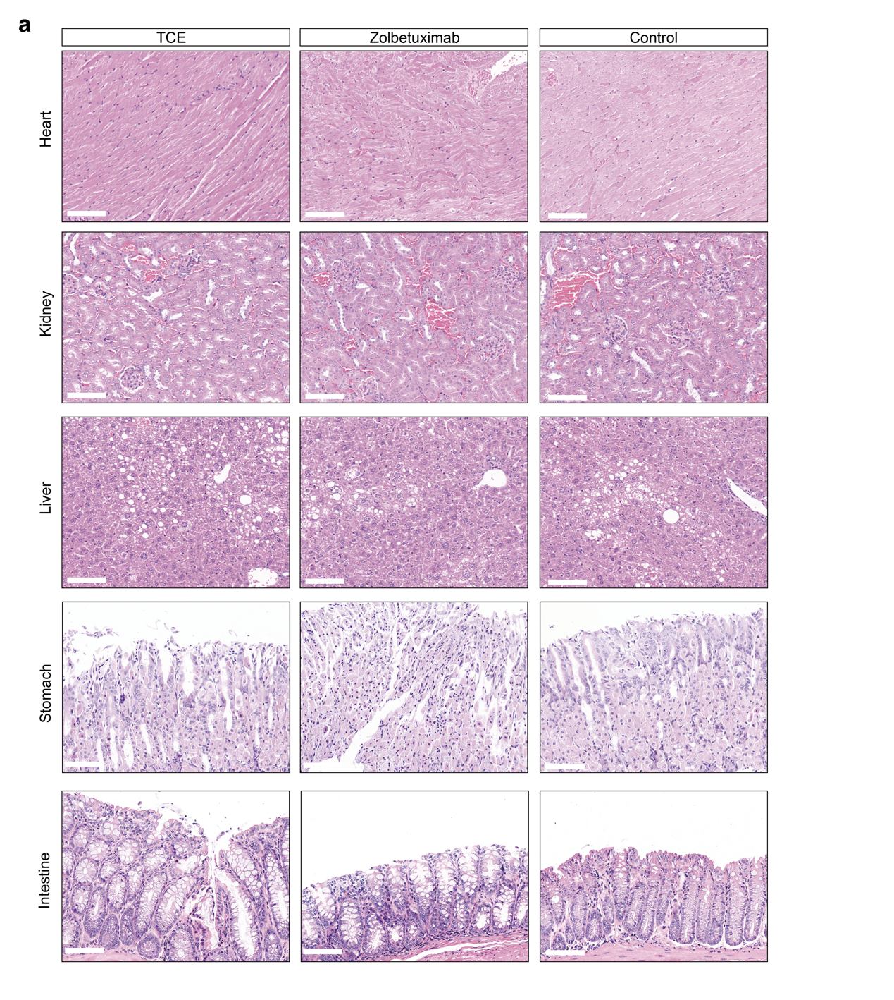 a
TCE
Zolbetuximab
Control
Heart
Kidney
Liver
Stomach
Intestine